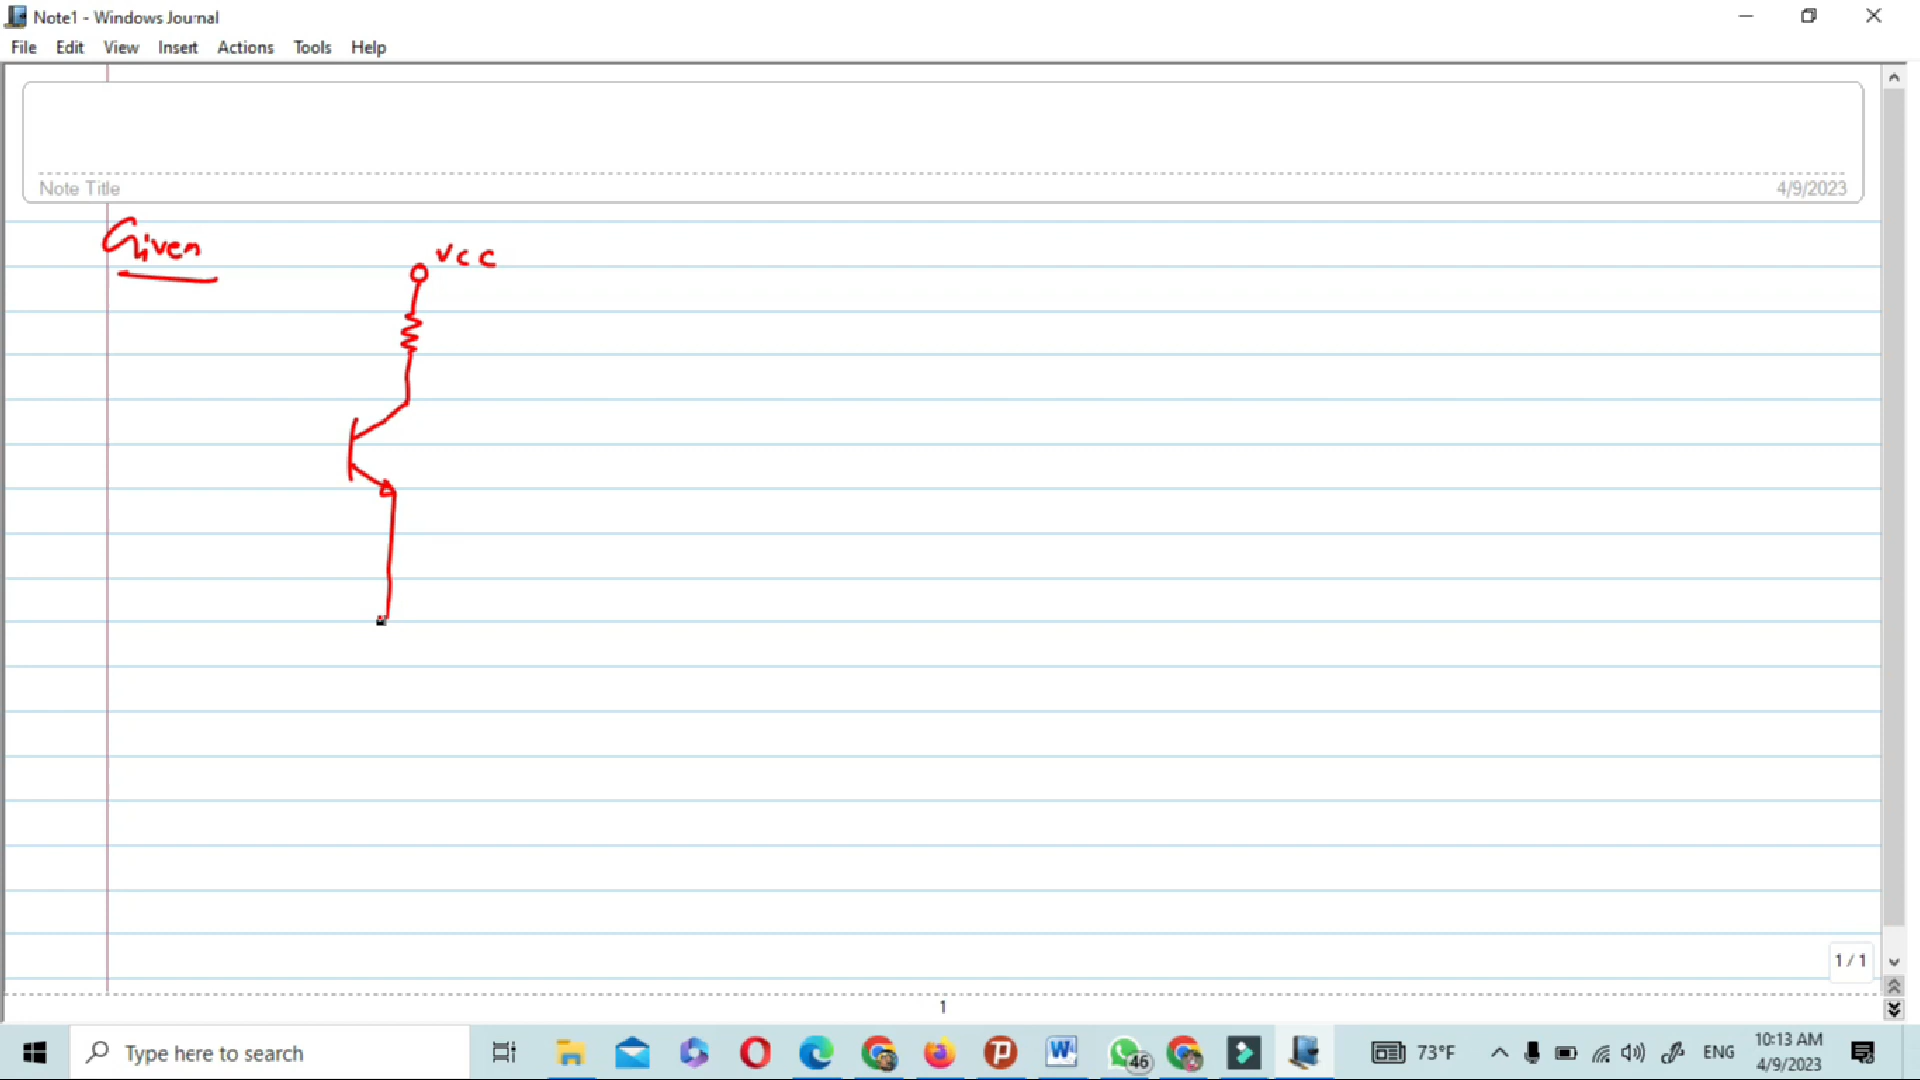 Note1 - Windows Journal
File Edit View Insert Actions Tools Help
Note Title
4/9/2023
Given
VCC
1 / 1
1
Type here to search
46
73°F
ENG
10:13 AM
4/9/2023